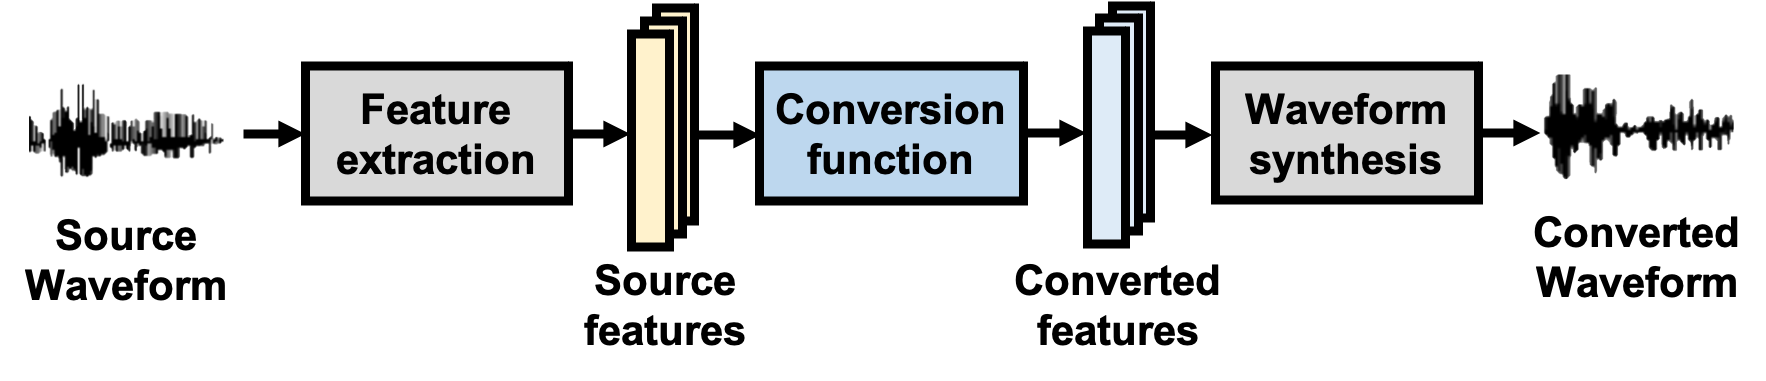 Feature
extraction
Conversion
function
Waveform
synthesis
Source
Waveform
Source
features
Converted
features
Converted
Waveform